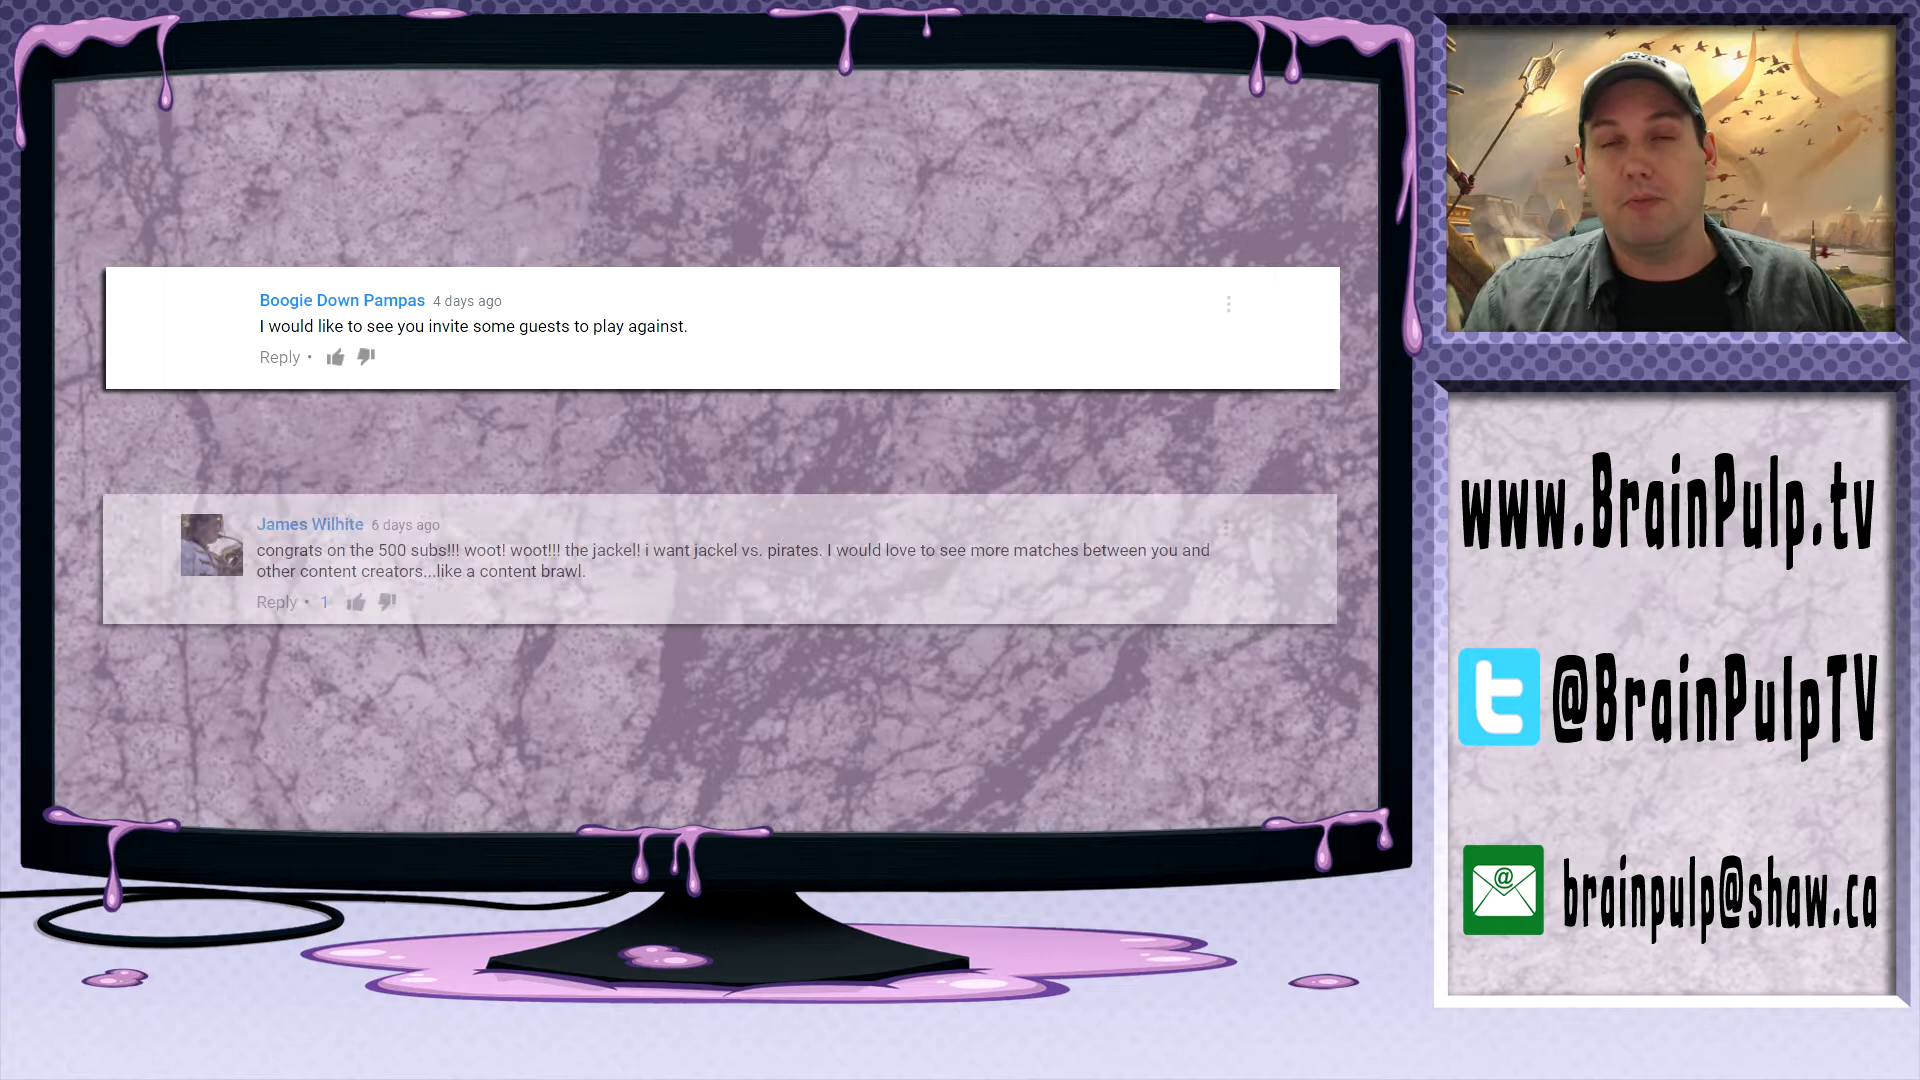 Boogie Down Pampas 4 days ago
I would like to see you invite some guests to play against.
Reply •
James Wilhite 6 days ago
congrats on the 500 subs!!! woot! woot!!! the jackel! i want jackel vs. pirates. I would love to see more matches between you and
other content creators...like a content brawl.
Reply • 1
www.BrainPulp.tv
@BrainPulpTV
brainpulp@shaw.ca